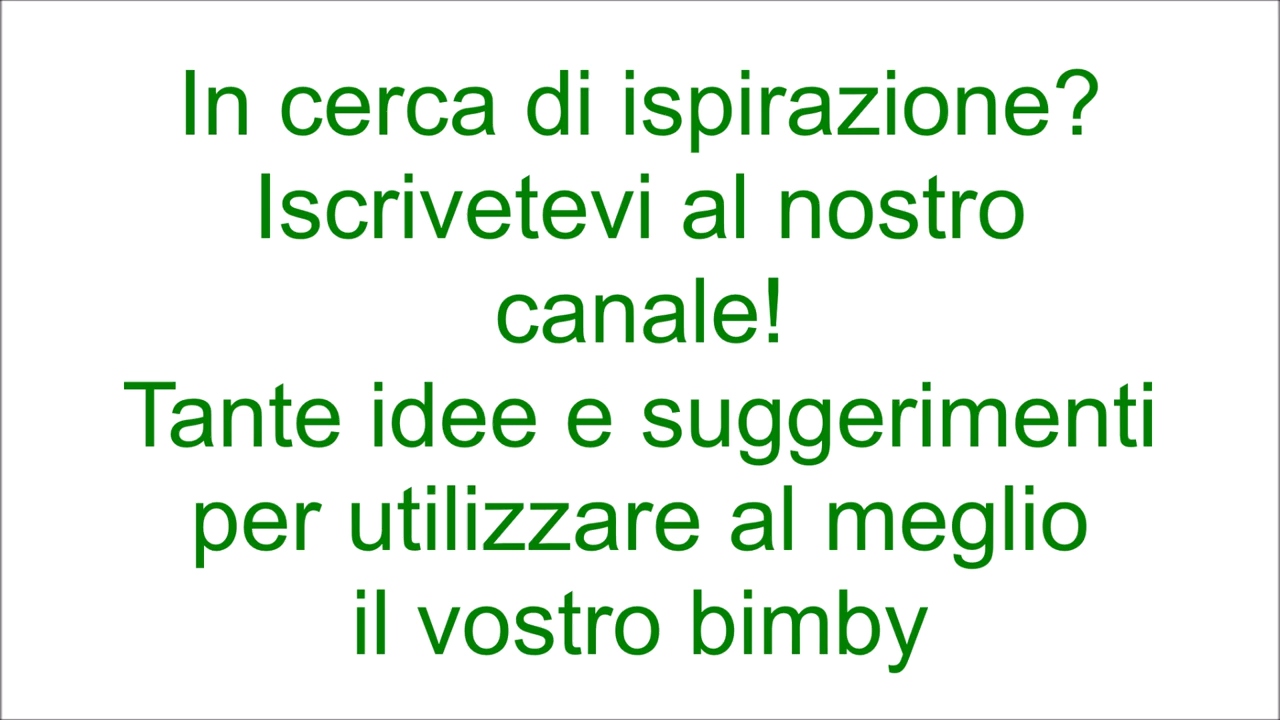 In cerca di ispirazione?
Iscrivetevi al nostro
canale!
Tante idee e suggerimenti
per utilizzare al meglio
il vostro bimby